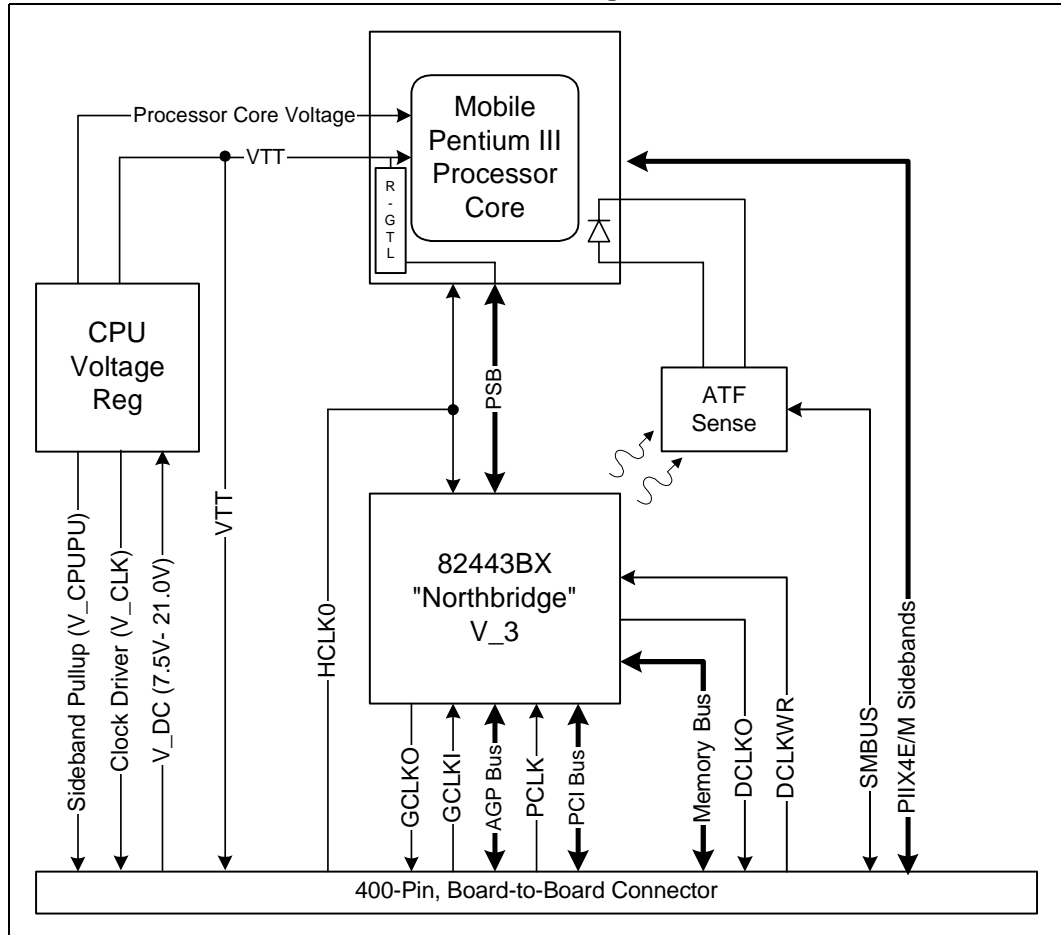 Mobile
Pentium III
Processor
Core
Processor Core Voltage
VTT
R
-
G
T
L
CPU
Voltage
Reg
PSB
ATF
Sense
82443BX
"Northbridge"
V_3
Sideband Pullup (V_CPUPU)
Clock Driver (V_CLK)
V_DC (7.5V- 21.0V)
VTT
HCLK0
GCLKO
GCLKI
AGP Bus
PCLK
PCI Bus
Memory Bus
DCLKO
DCLKWR
SMBUS
PIIX4E/M Sidebands
400-Pin, Board-to-Board Connector